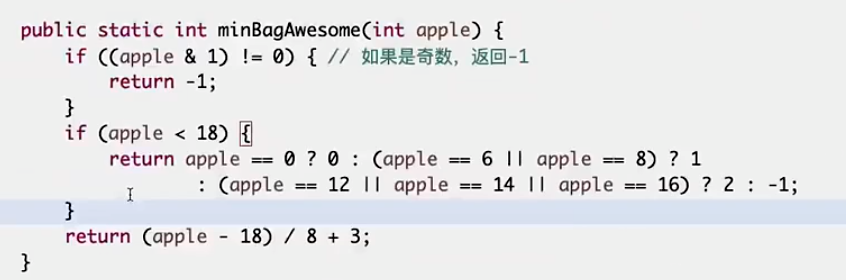 public static int minBagAwesome(int apple) {
if ((apple & 1) != 0) { // 如果是奇数，返回-1
return -1;
}
if (apple < 18) {
return apple == 0 ? 0 : (apple == 6 || apple == 8) ? 1
: (apple == 12 || apple == 14 || apple == 16) ? 2 : -1;
}
return (apple - 18) / 8 + 3;
}